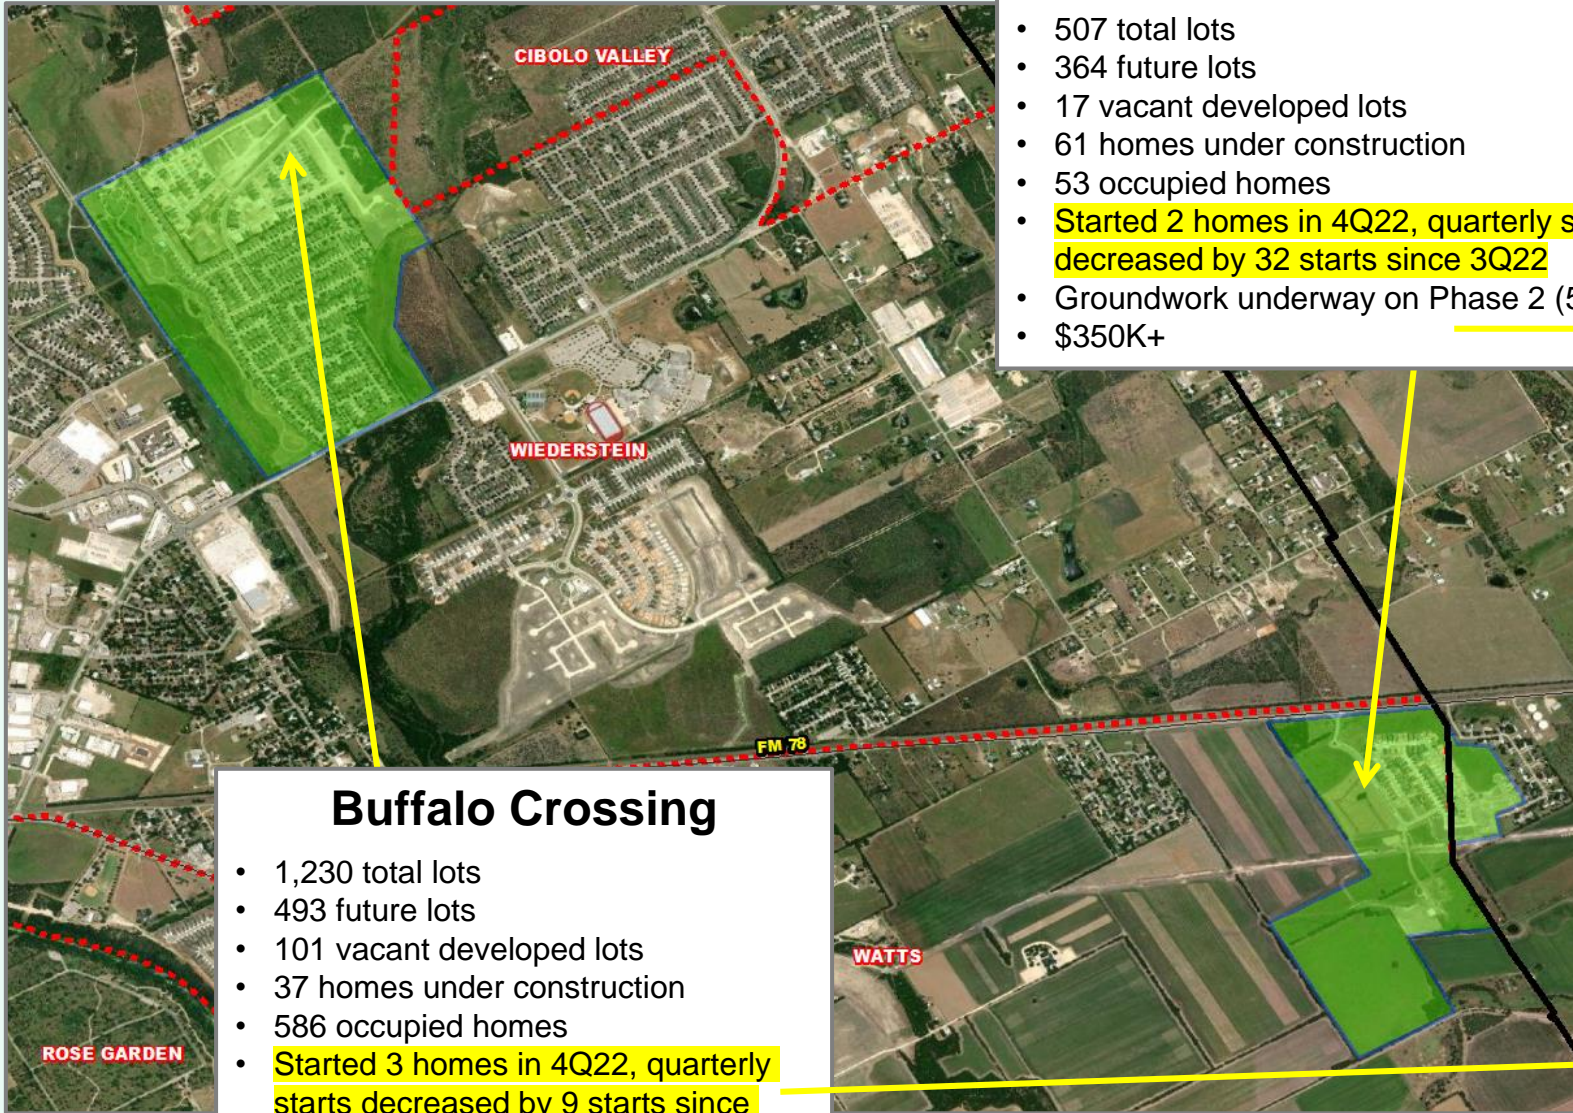 CIBOLO VALLEY
• 507 total lots
• 364 future lots
• 17 vacant developed lots
• 61 homes under construction
• 53 occupied homes
• Started 2 homes in 4Q22, quarterly
decreased by 32 starts since 3Q22
• Groundwork underway on Phase 2
• $350K+
WIEDERSTEIN
FM 78
Buffalo Crossing
• 1,230 total lots
• 493 future lots
• 101 vacant developed lots
• 37 homes under construction
• 586 occupied homes
• Started 3 homes in 4Q22, quarterly
starts decreased by 9 starts since
WATTS
ROSE GARDEN